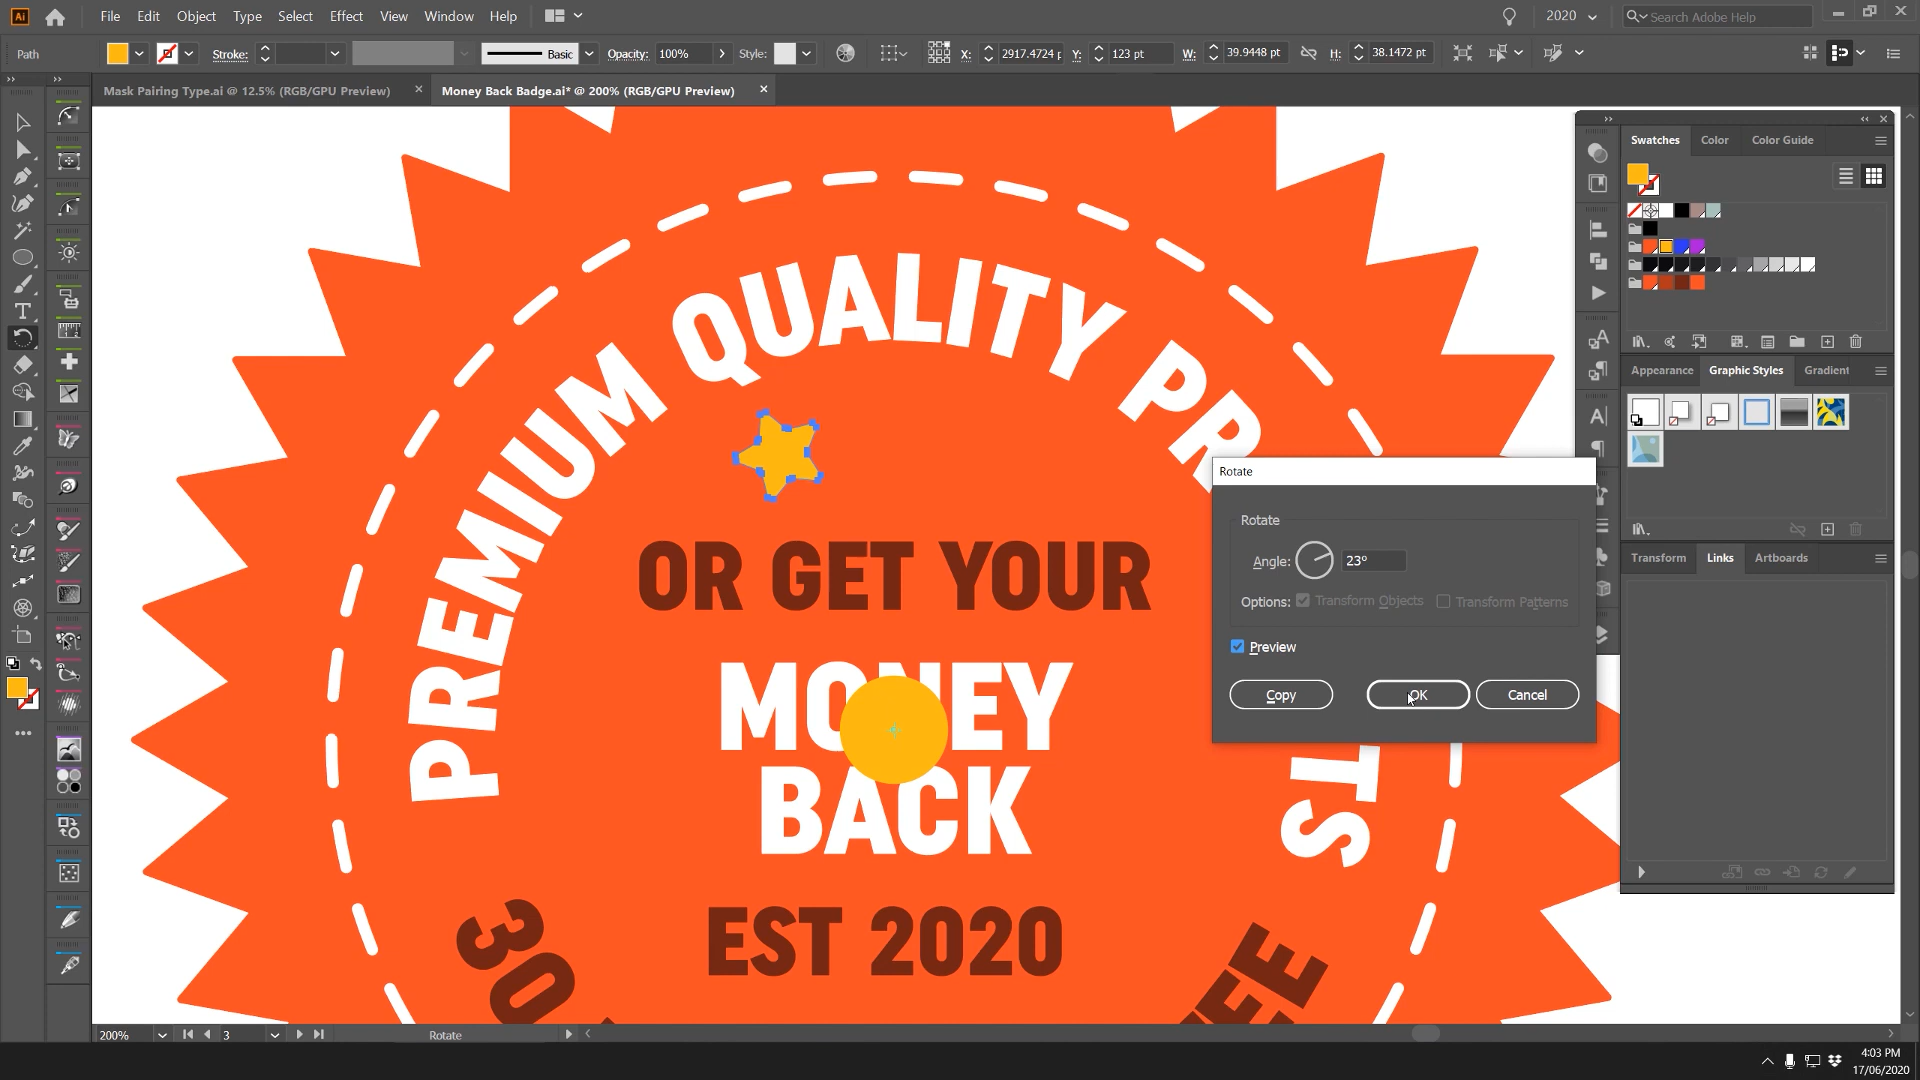 Ai File Edit Object Type Select Effect View Window Help 2020 Search Adobe Help
Path Stroke: Basic Opacity: 100% Style: X: 2917.4724 p Y: 123 pt W: 39.9448 pt H: 38.1472 pt
Mask Pairing Type.ai @ 12.5% (RGB/GPU Preview) Money Back Badge.ai* @ 200% (RGB/GPU Preview)
Swatches Color Color Guide
Appearance Graphic Styles Gradient
Transform Links Artboards
PREMIUM QUALITY PR
TS
OR GET YOUR
MONEY
BACK
EST 2020
30
EE
Rotate
Rotate
Angle: 23°
Options: Transform Objects Transform Patterns
Preview
Copy OK Cancel
200% 3 Rotate
4:03 PM
17/06/2020